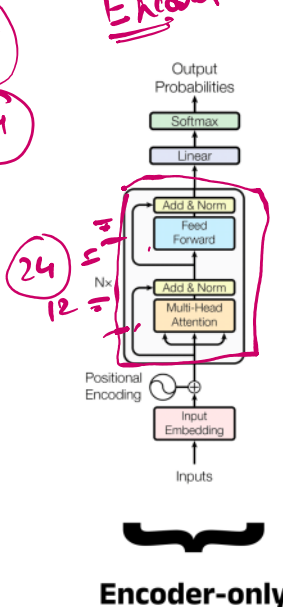 Output
Probabilities
Softmax
Linear
Add & Norm
Feed
Forward
24
Nx
Add & Norm
12
Multi-Head
Attention
Positional
Encoding
Input
Embedding
Inputs
Encoder-only